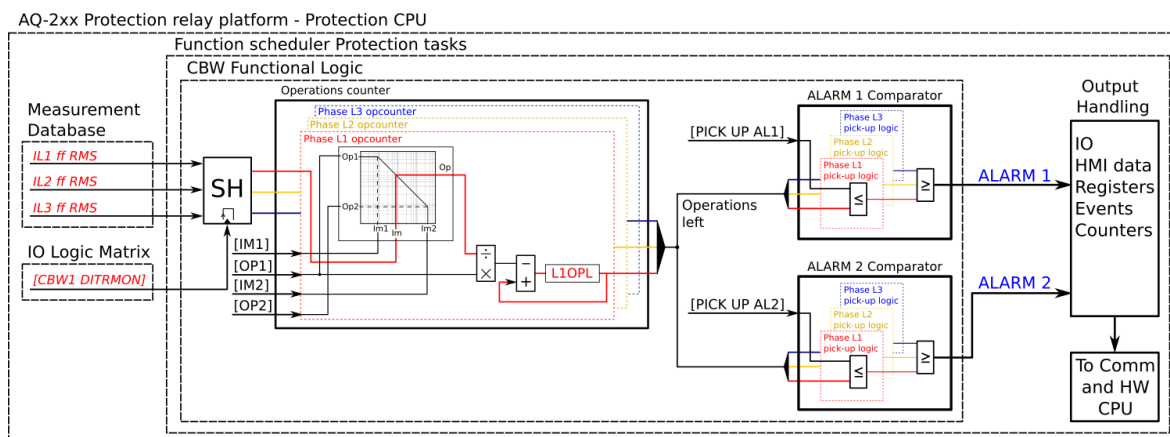 AQ-2xx Protection relay platform - Protection CPU
Function scheduler Protection tasks
CBW Functional Logic
Measurement
Database
IL1 ff RMS
IL2 ff RMS
IL3 ff RMS
SH
IO Logic Matrix
[CBW1 DITRMON]
Operations counter
Phase L3 opcounter
Phase L2 opcounter
Phase L1 opcounter
Op1
Op
Op2
Im1
Im2
Im
[IM1]
[OP1]
[IM2]
[OP2]
÷
×
−
+
L1OPL
Operations
left
ALARM 1 Comparator
[PICK UP AL1]
Phase L3
pick-up logic
Phase L2
pick-up logic
Phase L1
pick-up logic
≤
≥
ALARM 1
ALARM 2 Comparator
[PICK UP AL2]
Phase L3
pick-up logic
Phase L2
pick-up logic
Phase L1
pick-up logic
≤
≥
ALARM 2
Output
Handling
IO
HMI data
Registers
Events
Counters
To Comm
and HW
CPU